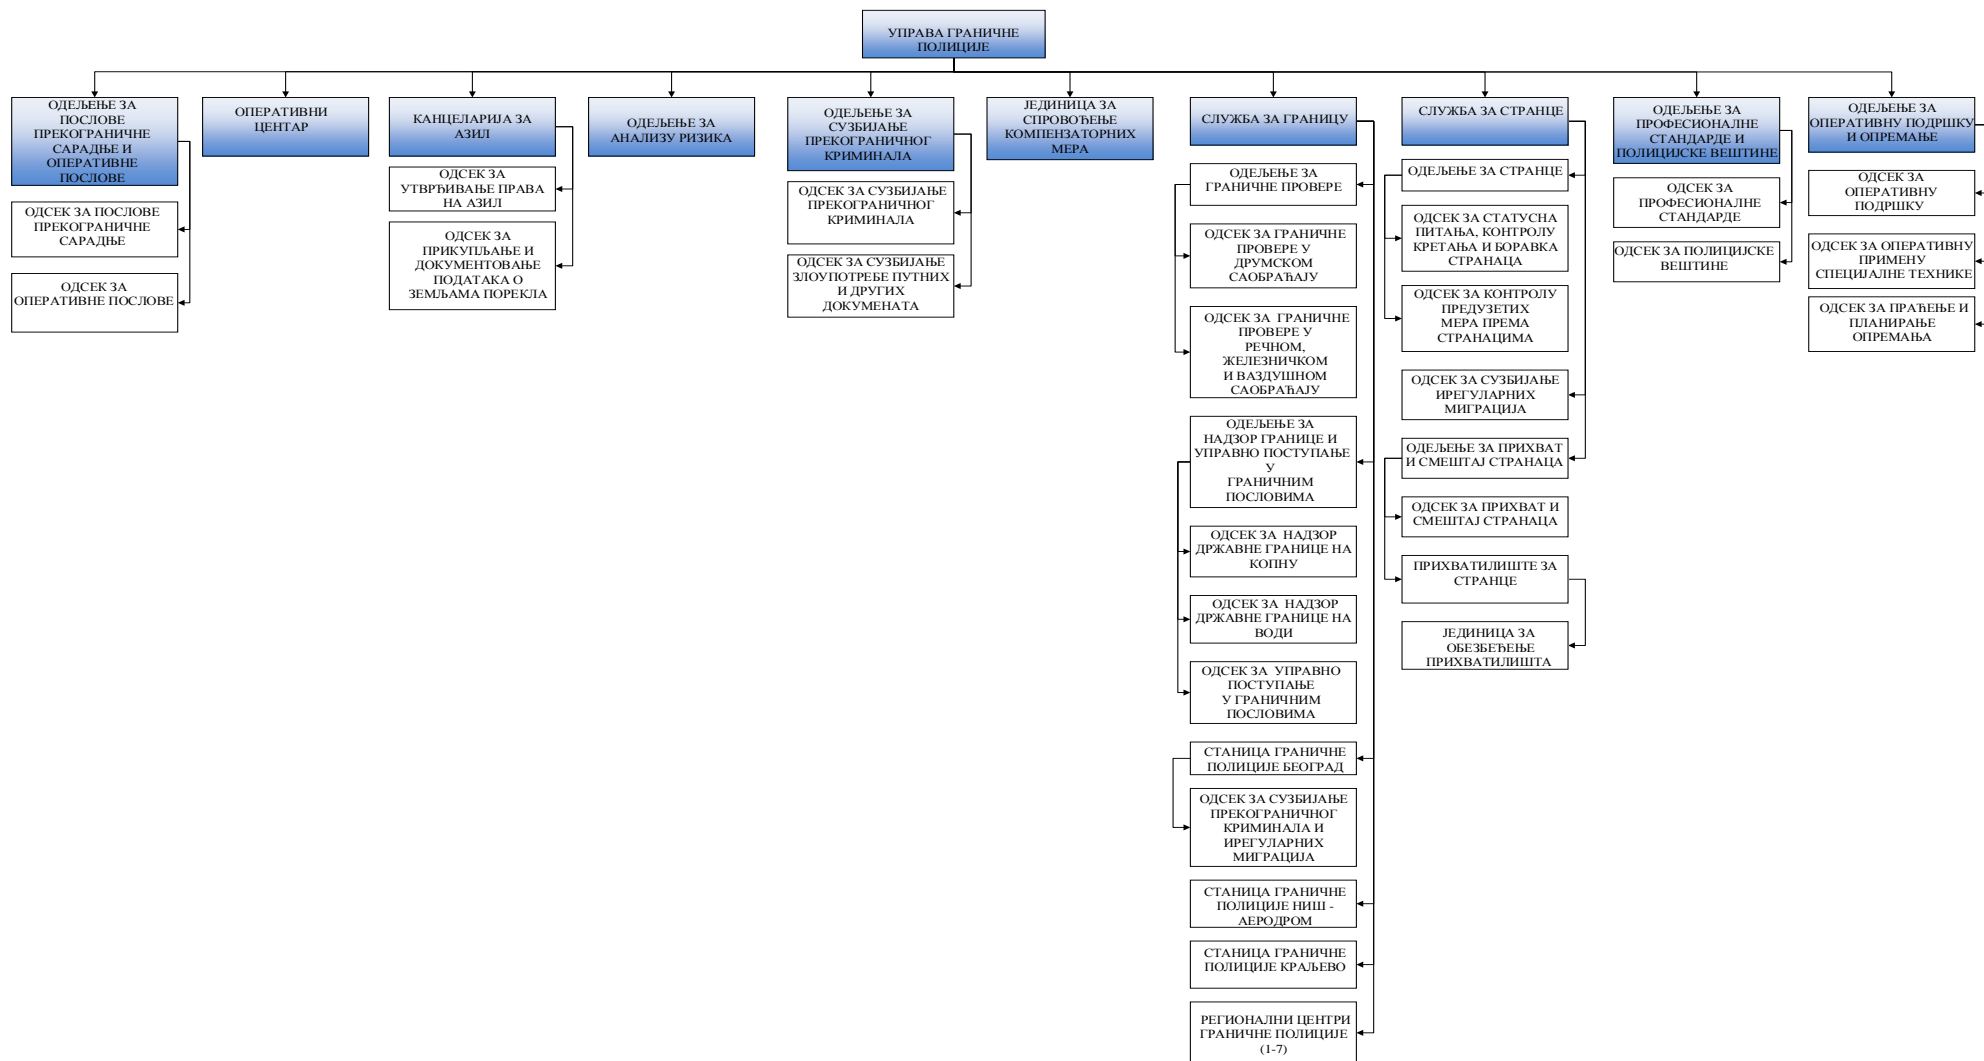 УПРАВА ГРАНИЧНЕ
ПОЛИЦИЈЕ
ОДЕЉЕЊЕ ЗА
ПОСЛОВЕ
ПРЕКОГРАНИЧНЕ
САРАДЊЕ И
ОПЕРАТИВНЕ
ПОСЛОВЕ
ОДСЕК ЗА ПОСЛОВЕ
ПРЕКОГРАНИЧНЕ
САРАДЊЕ
ОДСЕК ЗА
ОПЕРАТИВНЕ ПОСЛОВЕ
ОПЕРАТИВНИ
ЦЕНТАР
КАНЦЕЛАРИЈА ЗА
АЗИЛ
ОДСЕК ЗА
УТВРЂИВАЊЕ ПРАВА
НА АЗИЛ
ОДСЕК ЗА
ПРИКУПЉАЊЕ И
ДОКУМЕНТОВАЊЕ
ПОДАТАКА О
ЗЕМЉАМА ПОРЕКЛА
ОДЕЉЕЊЕ ЗА
АНАЛИЗУ РИЗИКА
ОДЕЉЕЊЕ ЗА
СУЗБИЈАЊЕ
ПРЕКОГРАНИЧНОГ
КРИМИНАЛА
ОДСЕК ЗА СУЗБИЈАЊЕ
ПРЕКОГРАНИЧНОГ
КРИМИНАЛА
ОДСЕК ЗА СУЗБИЈАЊЕ
ЗЛОУПОТРЕБЕ ПУТНИХ
И ДРУГИХ
ДОКУМЕНАТА
ЈЕДИНИЦА ЗА
СПРОВОЂЕЊЕ
КОМПЕНЗАТОРНИХ
МЕРА
СЛУЖБА ЗА ГРАНИЦУ
ОДЕЉЕЊЕ ЗА
ГРАНИЧНЕ ПРОВЕРЕ
ОДСЕК ЗА ГРАНИЧНЕ
ПРОВЕРЕ У
ДРУМСКОМ
САОБРАЋАЈУ
ОДСЕК ЗА ГРАНИЧНЕ
ПРОВЕРЕ У
РЕЧНОМ,
ЖЕЛЕЗНИЧКОМ
И ВАЗДУШНОМ
САОБРАЋАЈУ
ОДЕЉЕЊЕ ЗА
НАДЗОР ГРАНИЦЕ И
УПРАВНО ПОСТУПАЊЕ
У
ГРАНИЧНИМ
ПОСЛОВИМА
ОДСЕК ЗА НАДЗОР
ДРЖАВНЕ ГРАНИЦЕ НА
КОПНУ
ОДСЕК ЗА НАДЗОР
ДРЖАВНЕ ГРАНИЦЕ НА
ВОДИ
ОДСЕК ЗА УПРАВНО
ПОСТУПАЊЕ
У ГРАНИЧНИМ
ПОСЛОВИМА
СТАНИЦА ГРАНИЧНЕ
ПОЛИЦИЈЕ БЕОГРАД
ОДСЕК ЗА СУЗБИЈАЊЕ
ПРЕКОГРАНИЧНОГ
КРИМИНАЛА И
ИРЕГУЛАРНИХ
МИГРАЦИЈА
СТАНИЦА ГРАНИЧНЕ
ПОЛИЦИЈЕ НИШ -
АЕРОДРОМ
СТАНИЦА ГРАНИЧНЕ
ПОЛИЦИЈЕ КРАЉЕВО
РЕГИОНАЛНИ ЦЕНТРИ
ГРАНИЧНЕ ПОЛИЦИЈЕ
(1-7)
СЛУЖБА ЗА СТРАНЦЕ
ОДЕЉЕЊЕ ЗА СТРАНЦЕ
ОДСЕК ЗА СТАТУСНА
ПИТАЊА, КОНТРОЛУ
КРЕТАЊА И БОРАВКА
СТРАНАЦА
ОДСЕК ЗА КОНТРОЛУ
ПРЕДУЗЕТИХ
МЕРА ПРЕМА
СТРАНАЦИМА
ОДСЕК ЗА СУЗБИЈАЊЕ
ИРЕГУЛАРНИХ
МИГРАЦИЈА
ОДЕЉЕЊЕ ЗА ПРИХВАТ
И СМЕШТАЈ СТРАНАЦА
ОДСЕК ЗА ПРИХВАТ И
СМЕШТАЈ СТРАНАЦА
ПРИХВАТИЛИШТЕ ЗА
СТРАНЦЕ
ЈЕДИНИЦА ЗА
ОБЕЗБЕЂЕЊЕ
ПРИХВАТИЛИШТА
ОДЕЉЕЊЕ ЗА
ПРОФЕСИОНАЛНЕ
СТАНДАРДЕ И
ПОЛИЦИЈСКЕ ВЕШТИНЕ
ОДСЕК ЗА
ПРОФЕСИОНАЛНЕ
СТАНДАРДЕ
ОДСЕК ЗА ПОЛИЦИЈСКЕ
ВЕШТИНЕ
ОДЕЉЕЊЕ ЗА
ОПЕРАТИВНУ ПОДРШКУ
И ОПРЕМАЊЕ
ОДСЕК ЗА
ОПЕРАТИВНУ
ПОДРШКУ
ОДСЕК ЗА ОПЕРАТИВНУ
ПРИМЕНУ
СПЕЦИЈАЛНЕ ТЕХНИКЕ
ОДСЕК ЗА ПРАЋЕЊЕ И
ПЛАНИРАЊЕ
ОПРЕМАЊА